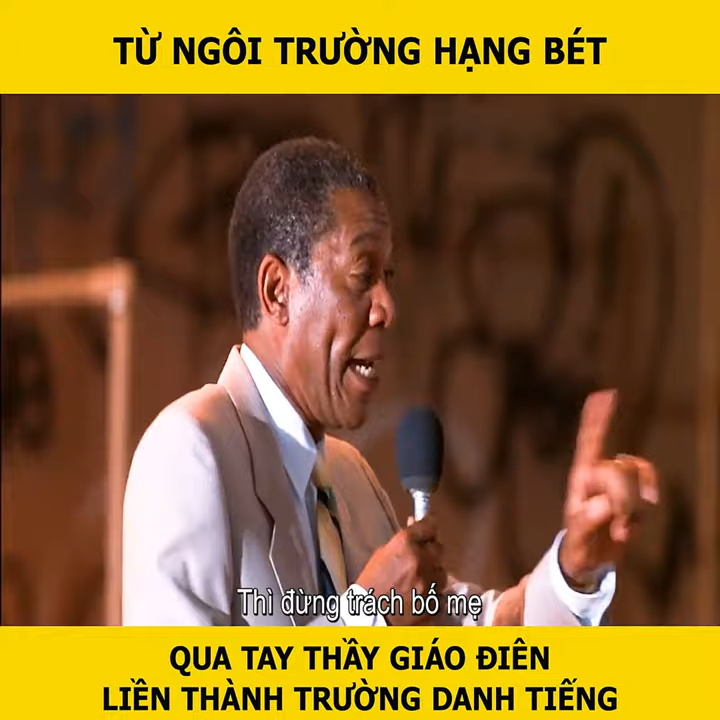 TỪ NGÔI TRƯỜNG HẠNG BÉT
Thì đừng trách bố mẹ
QUA TAY THẦY GIÁO ĐIÊN
LIỀN THÀNH TRƯỜNG DANH TIẾNG